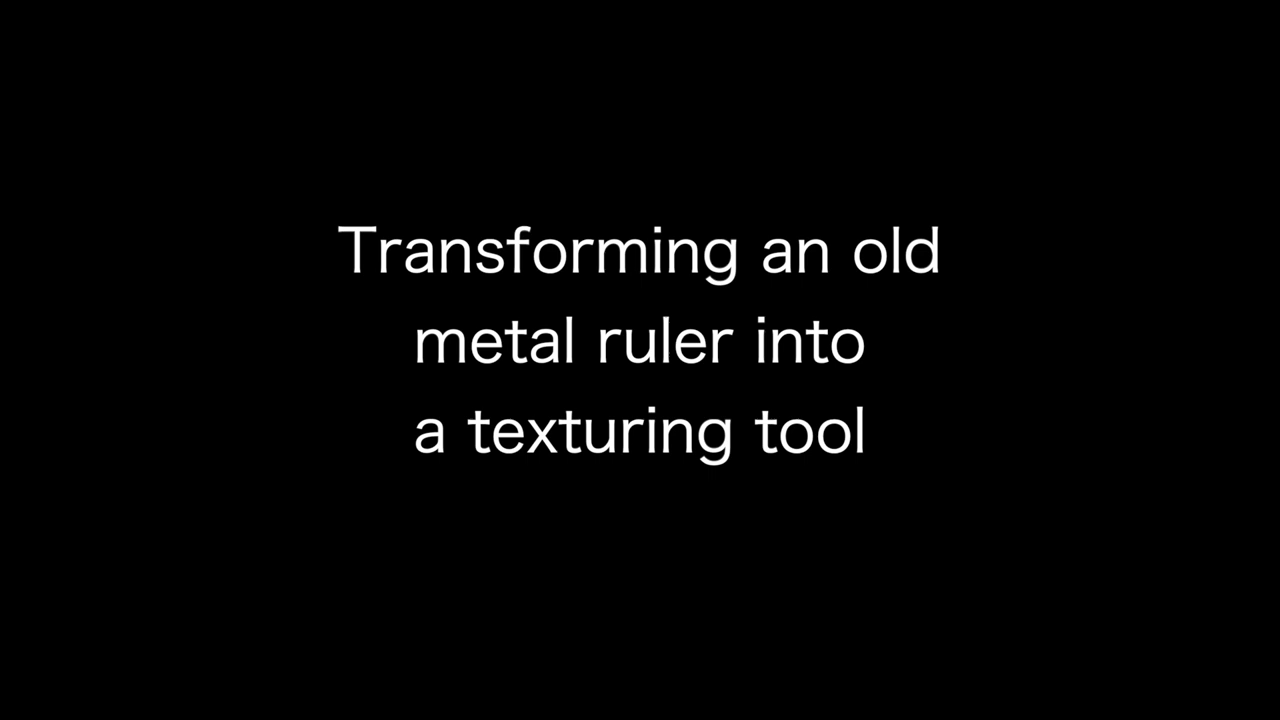 Transforming an old
metal ruler into
a texturing tool